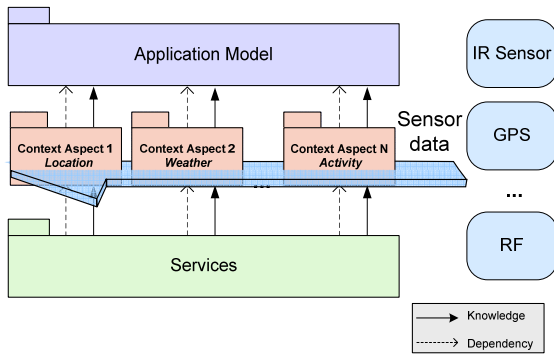 Application Model
IR Sensor
Context Aspect 1
Location
Context Aspect 2
Weather
Context Aspect N
Activity
...
Sensor
data
GPS
...
Services
RF
Knowledge
Dependency